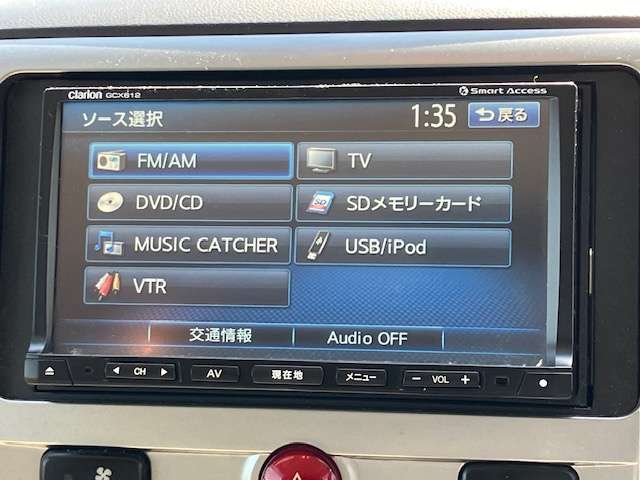 Clarion GCX612
Smart Access
ソース選択
1:35
戻る
FM/AM
TV
DVD/CD
SDメモリーカード
MUSIC CATCHER
USB/iPod
VTR
交通情報
Audio OFF
CH
AV
現在地
メニュー
− VOL +